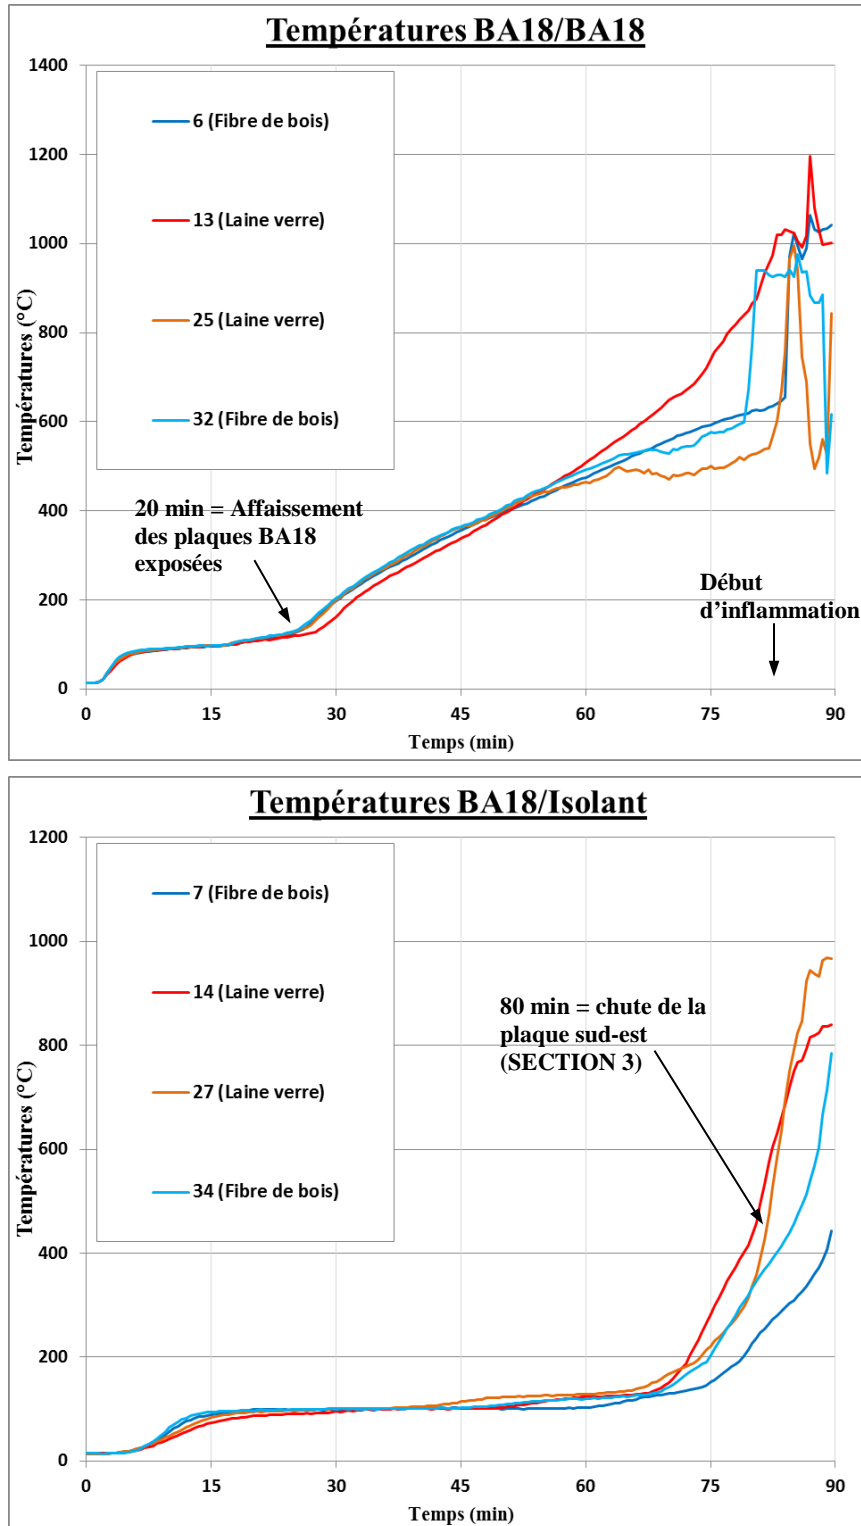 Températures BA18/BA18
1400
1200
1000
800
600
400
200
0
Températures (°C)
6 (Fibre de bois)
13 (Laine verre)
25 (Laine verre)
32 (Fibre de bois)
20 min = Affaissement
des plaques BA18
exposées
Début
d'inflammation
0 15 30 45 60 75 90
Temps (min)
Températures BA18/Isolant
1200
1000
800
600
400
200
0
Températures (°C)
7 (Fibre de bois)
14 (Laine verre)
27 (Laine verre)
34 (Fibre de bois)
80 min = chute de la
plaque sud-est
(SECTION 3)
0 15 30 45 60 75 90
Temps (min)